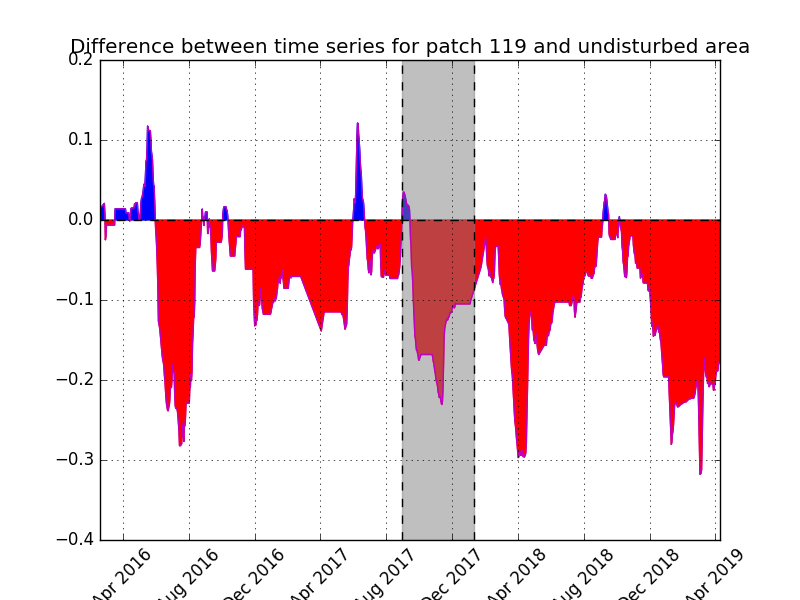 Difference between time series for patch 119 and undisturbed area
0.2
0.1
0.0
−0.1
−0.2
−0.3
−0.4
Apr 2016
Aug 2016
Dec 2016
Apr 2017
Aug 2017
Dec 2017
Apr 2018
Aug 2018
Dec 2018
Apr 2019